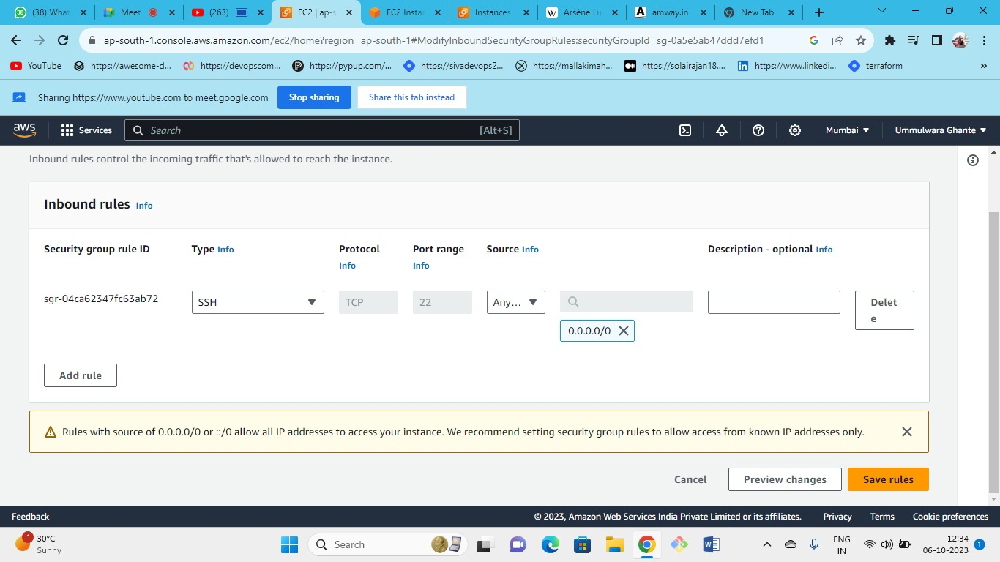 (38) What
Meet
(263)
EC2 | ap-s
EC2 Instar
Instances
Arsène Lu
amway.in
New Tab
ap-south-1.console.aws.amazon.com/ec2/home?region=ap-south-1#ModifyInboundSecurityGroupRules:securityGroupId=sg-0a5e5ab47ddd7efd1
YouTube
https://awesome-d...
https://devopscom...
https://pypup.com/...
https://sivadevops2...
https://mallakimah...
https://solairajan18....
https://www.linkedi...
terraform
Sharing https://www.youtube.com to meet.google.com
Stop sharing
Share this tab instead
aws
Services
Search
[Alt+S]
Mumbai
Ummulwara Ghante
Inbound rules control the incoming traffic that's allowed to reach the instance.
Inbound rules Info
Security group rule ID
Type Info
Protocol
Info
Port range
Info
Source Info
Description - optional Info
sgr-04ca62347fc63ab72
SSH
TCP
22
Any...
0.0.0.0/0
Delet
e
Add rule
Rules with source of 0.0.0.0/0 or ::/0 allow all IP addresses to access your instance. We recommend setting security group rules to allow access from known IP addresses only.
Cancel
Preview changes
Save rules
Feedback
© 2023, Amazon Web Services India Private Limited or its affiliates.
Privacy
Terms
Cookie preferences
1
30°C
Sunny
Search
ENG
IN
12:34
06-10-2023
1